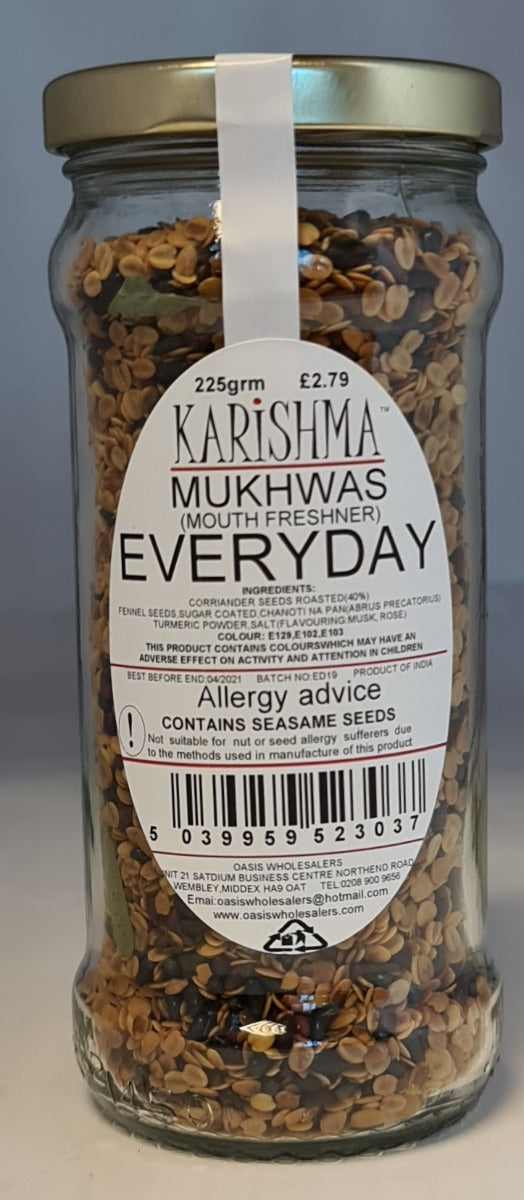 225grm £2.79
KARiSHMA™
MUKHWAS
(MOUTH FRESHNER)
EVERYDAY
INGREDIENTS:
CORRIANDER SEEDS ROASTED(40%)
FENNEL SEEDS,SUGAR COATED,CHANOTI NA PAN(ABRUS PRECATORIUS)
TURMERIC POWDER,SALT(FLAVOURING:MUSK, ROSE)
COLOUR: E129,E102,E103
THIS PRODUCT CONTAINS COLOURSWHICH MAY HAVE AN
ADVERSE EFFECT ON ACTIVITY AND ATTENTION IN CHILDREN
BEST BEFORE END:04/2021 BATCH NO:ED19 PRODUCT OF INDIA
Allergy advice
CONTAINS SEASAME SEEDS
! Not suitable for nut or seed allergy sufferers due
to the methods used in manufacture of this product
5 039959 523037
OASIS WHOLESALERS
NIT 21 SATDIUM BUSINESS CENTRE NORTHEND ROAD
WEMBLEY,MIDDEX HA9 OAT TEL:0208 900 9656
Emai:oasiswholesalers@hotmail.com
www.oasiswholesalers.com